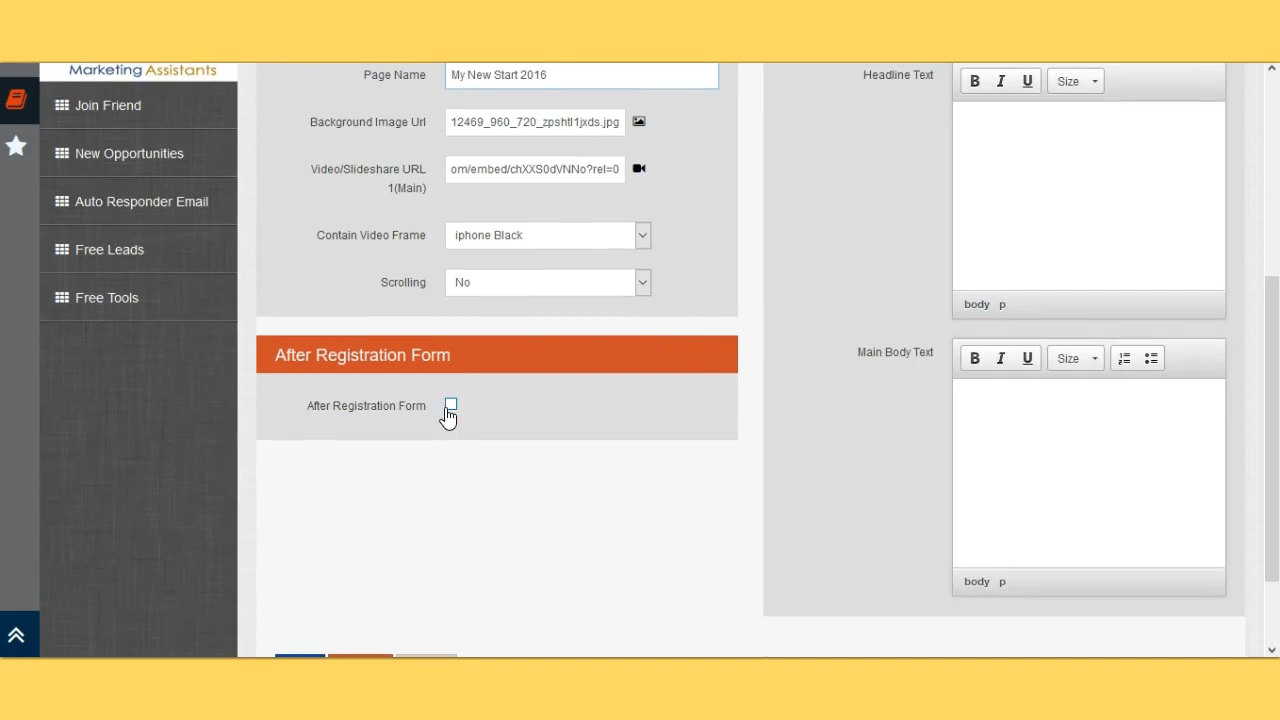 Marketing Assistants
Join Friend
New Opportunities
Auto Responder Email
Free Leads
Free Tools
Page Name My New Start 2016
Background Image Url 12469_960_720_zpshtl1jxds.jpg
Video/Slideshare URL om/embed/chXXS0dVNNo?rel=0
1(Main)
Contain Video Frame iphone Black
Scrolling No
After Registration Form
After Registration Form
Headline Text B I U Size
body p
Main Body Text B I U Size
body p